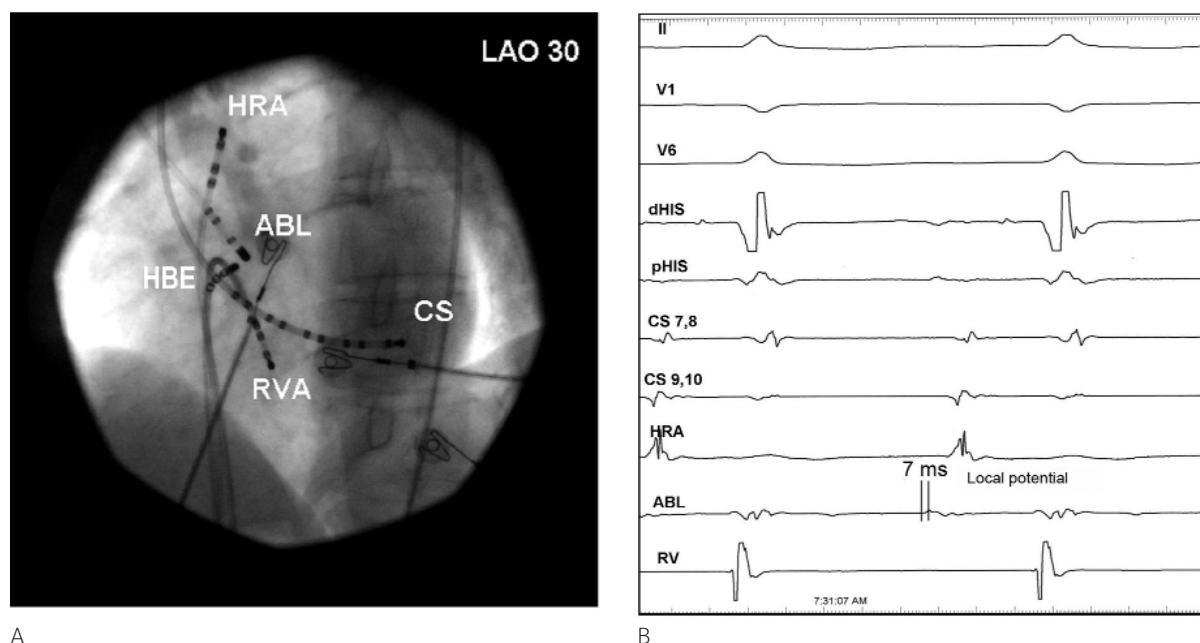 LAO 30
HRA
ABL
HBE
CS
RVA
A
II
V1
V6
dHIS
pHIS
CS 7,8
CS 9,10
HRA
7 ms
Local potential
ABL
RV
7:31:07 AM
B